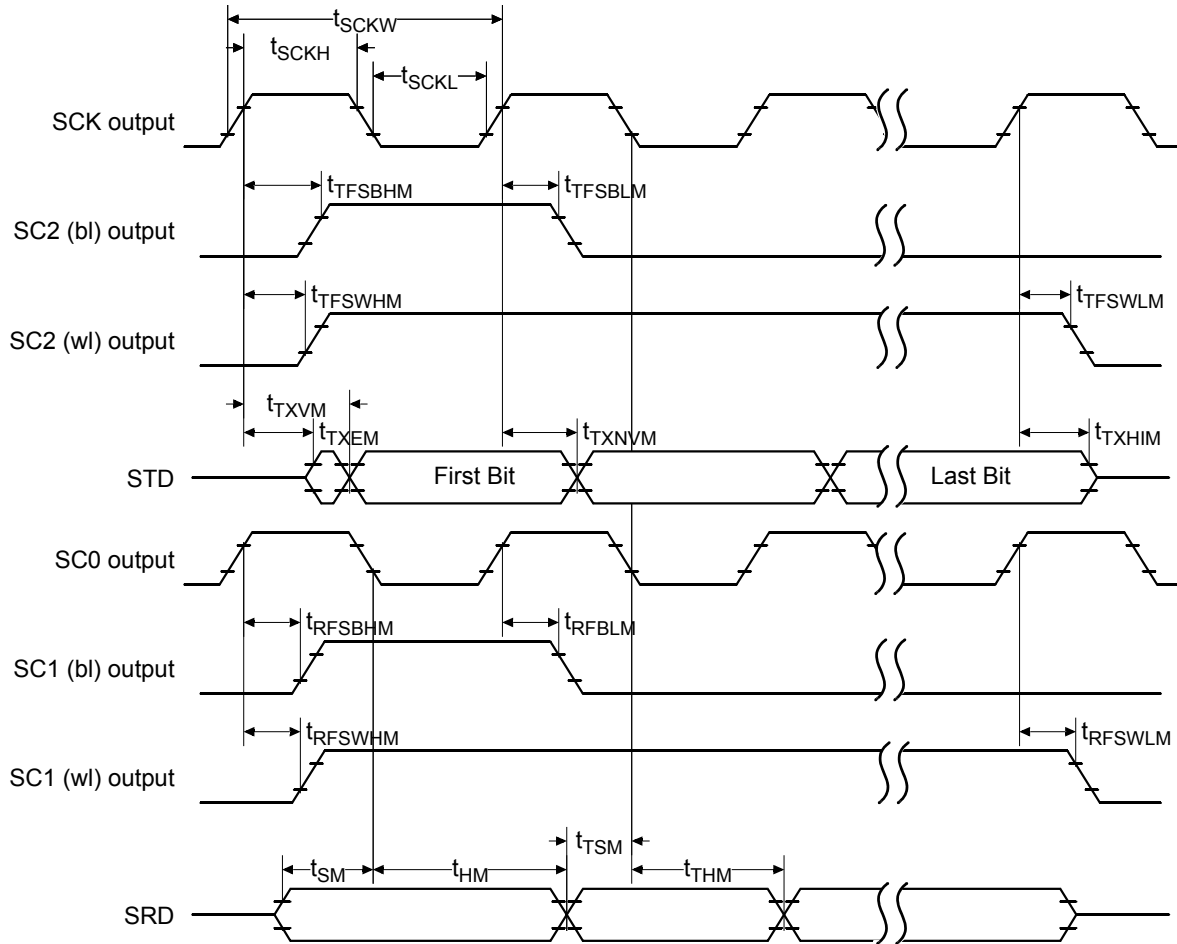 tSCKW
tSCKH
tSCKL
SCK output
tTFSBHM
tTFSBLM
SC2 (bl) output
tTFSWHM
tTFSWLM
SC2 (wl) output
tTXVM
tTXEM
tTXNVM
tTXHIM
STD
First Bit
Last Bit
SC0 output
tRFSBHM
tRFBLM
SC1 (bl) output
tRFSWHM
tRFSWLM
SC1 (wl) output
tTSM
tSM
tHM
tTHM
SRD